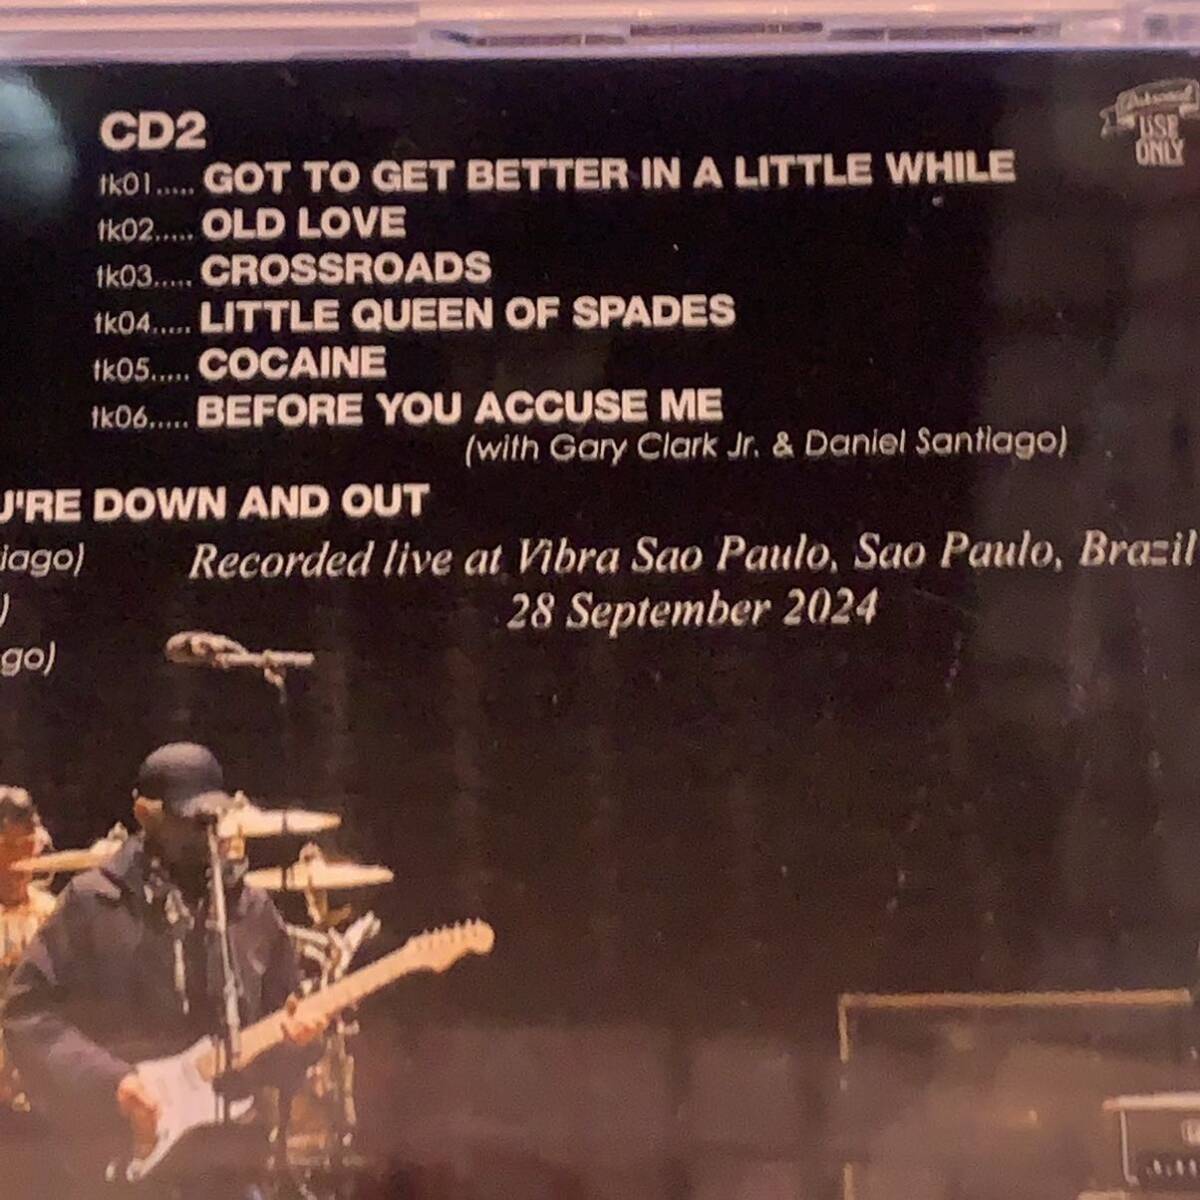 CD2
tk01..... GOT TO GET BETTER IN A LITTLE WHILE
tk02..... OLD LOVE
tk03..... CROSSROADS
tk04..... LITTLE QUEEN OF SPADES
tk05..... COCAINE
tk06..... BEFORE YOU ACCUSE ME
(with Gary Clark Jr. & Daniel Santiago)
U'RE DOWN AND OUT
iago)
)
go)
Recorded live at Vibra Sao Paulo, Sao Paulo, Brazil
28 September 2024
USE
ONLY